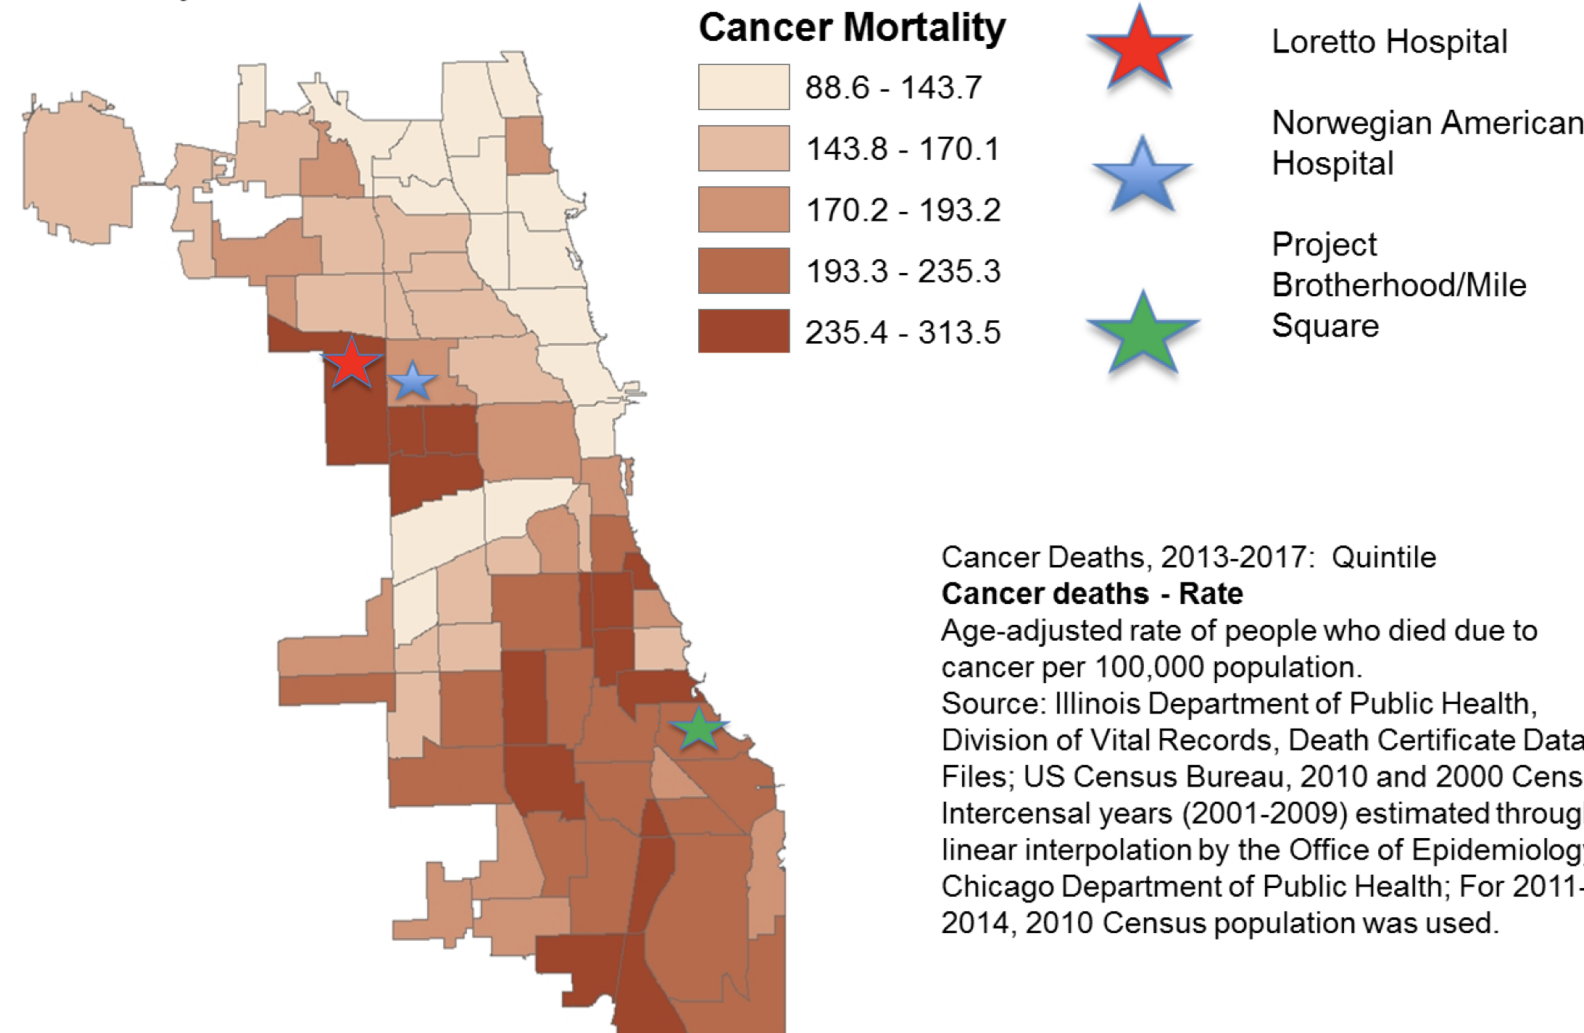 Cancer Mortality
88.6 - 143.7
143.8 - 170.1
170.2 - 193.2
193.3 - 235.3
235.4 - 313.5
Loretto Hospital
Norwegian American
Hospital
Project
Brotherhood/Mile
Square
Cancer Deaths, 2013-2017:  Quintile
Cancer deaths - Rate
Age-adjusted rate of people who died due to
cancer per 100,000 population.
Source: Illinois Department of Public Health,
Division of Vital Records, Death Certificate Data
Files; US Census Bureau, 2010 and 2000 Cens
Intercensal years (2001-2009) estimated throug
linear interpolation by the Office of Epidemiology
Chicago Department of Public Health; For 2011-
2014, 2010 Census population was used.